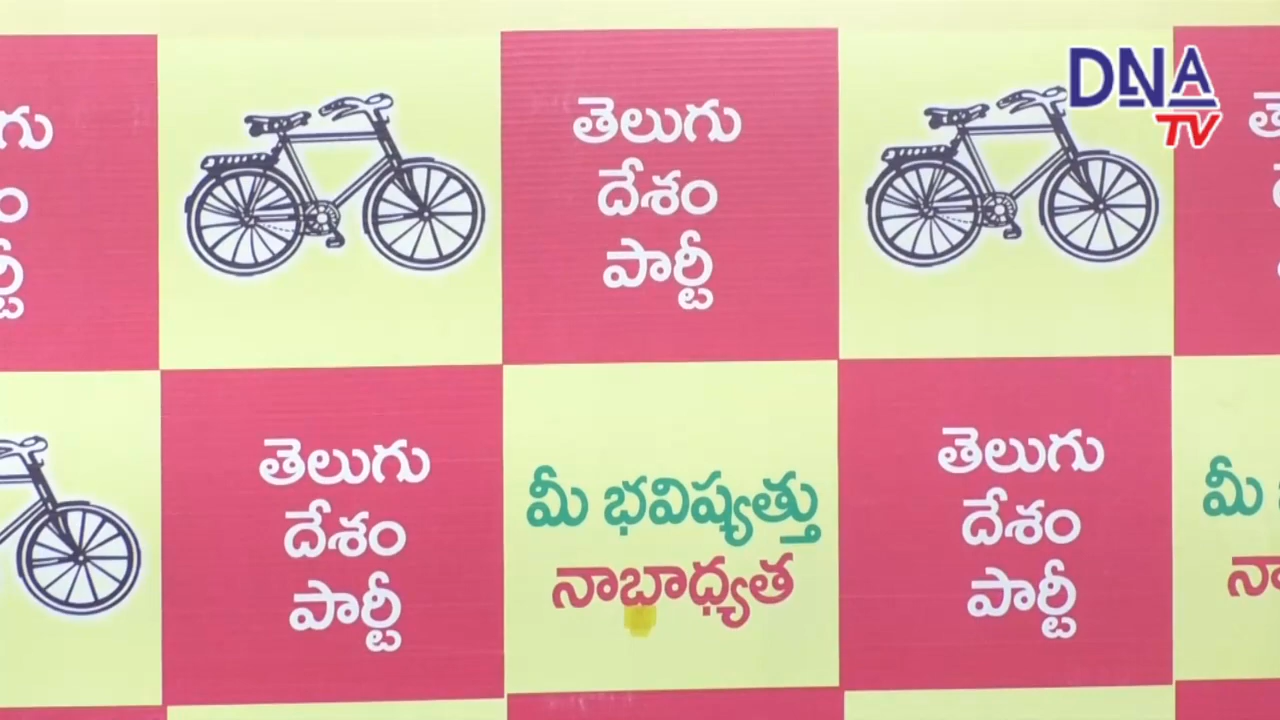 DNA
TV
తెలుగు
దేశం
పార్టీ
తెలుగు
దేశం
పార్టీ
మీ భవిష్యత్తు
నాబాధ్యత
తెలుగు
దేశం
పార్టీ
మీ